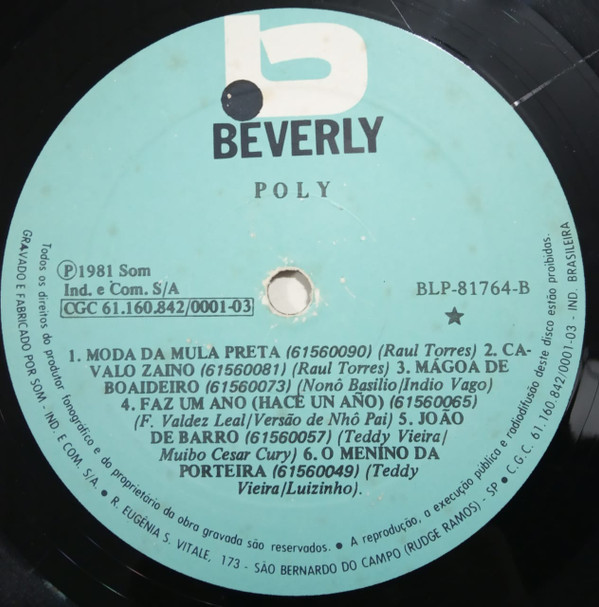 b
BEVERLY
POLY
Ⓟ1981 Som
Ind. e Com. S/A
CGC 61.160.842/0001-03
BLP-81764-B
★
1. MODA DA MULA PRETA (61560090) (Raul Torres) 2. CA-
VALO ZAINO (61560081) (Raul Torres) 3. MÁGOA DE
BOAIDEIRO (61560073) (Nonô Basilio/Indio Vago)
4. FAZ UM ANO (HACE UN AÑO) (61560065)
(F. Valdez Leal/Versão de Nhô Pai) 5. JOÃO
DE BARRO (61560057) (Teddy Vieira/
Muibo Cesar Cury) 6. O MENINO DA
PORTEIRA (61560049) (Teddy
Vieira/Luizinho).
Todos os direitos do produtor fonográfico e do proprietário da obra gravada são reservados. ● A reprodução, a execução pública e radiodifusão deste disco estão proibidas.
GRAVADO E FABRICADO POR SOM - IND. E COM. S/A. ● R. EUGÊNIA S. VITALE, 173 - SÃO BERNARDO DO CAMPO (RUDGE RAMOS) - SP ● C.G.C. 61.160.842/0001-03 - IND. BRASILEIRA